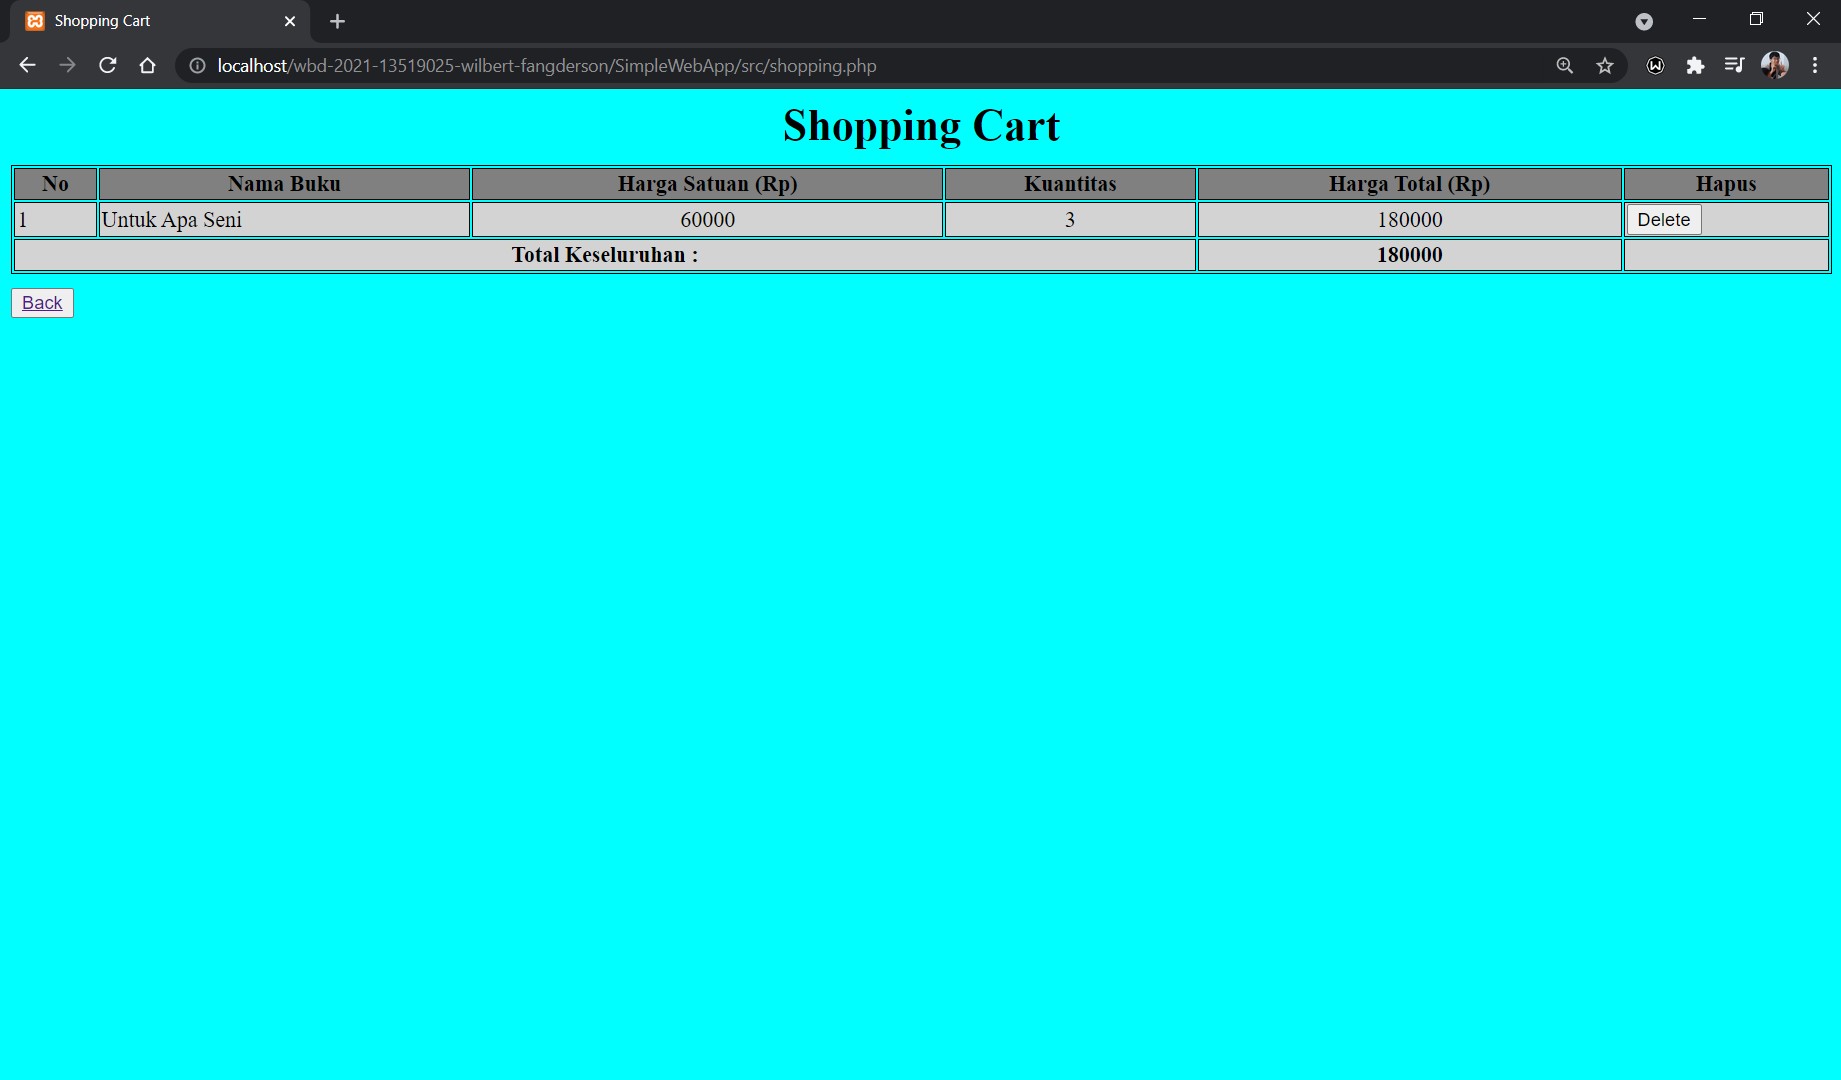 Shopping Cart
localhost/wbd-2021-13519025-wilbert-fangderson/SimpleWebApp/src/shopping.php
Shopping Cart
No Nama Buku Harga Satuan (Rp) Kuantitas Harga Total (Rp) Hapus
1 Untuk Apa Seni 60000 3 180000 Delete
Total Keseluruhan : 180000
Back